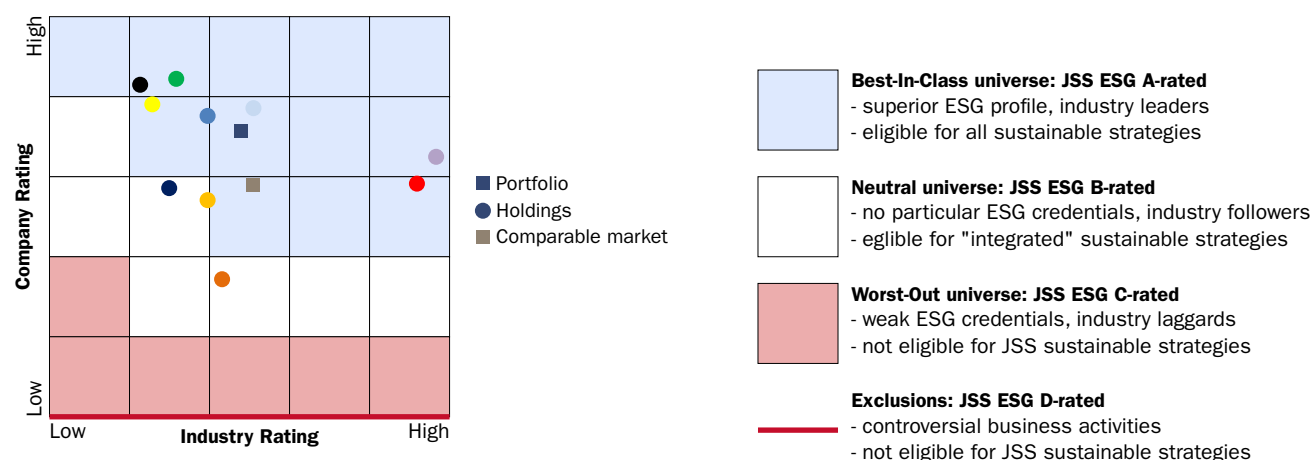 High
Company Rating
Low
Low
Industry Rating
High
Portfolio
Holdings
Comparable market
Best-In-Class universe: JSS ESG A-rated
- superior ESG profile, industry leaders
- eligible for all sustainable strategies
Neutral universe: JSS ESG B-rated
- no particular ESG credentials, industry followers
- eglible for "integrated" sustainable strategies
Worst-Out universe: JSS ESG C-rated
- weak ESG credentials, industry laggards
- not eligible for JSS sustainable strategies
Exclusions: JSS ESG D-rated
- controversial business activities
- not eligible for JSS sustainable strategies